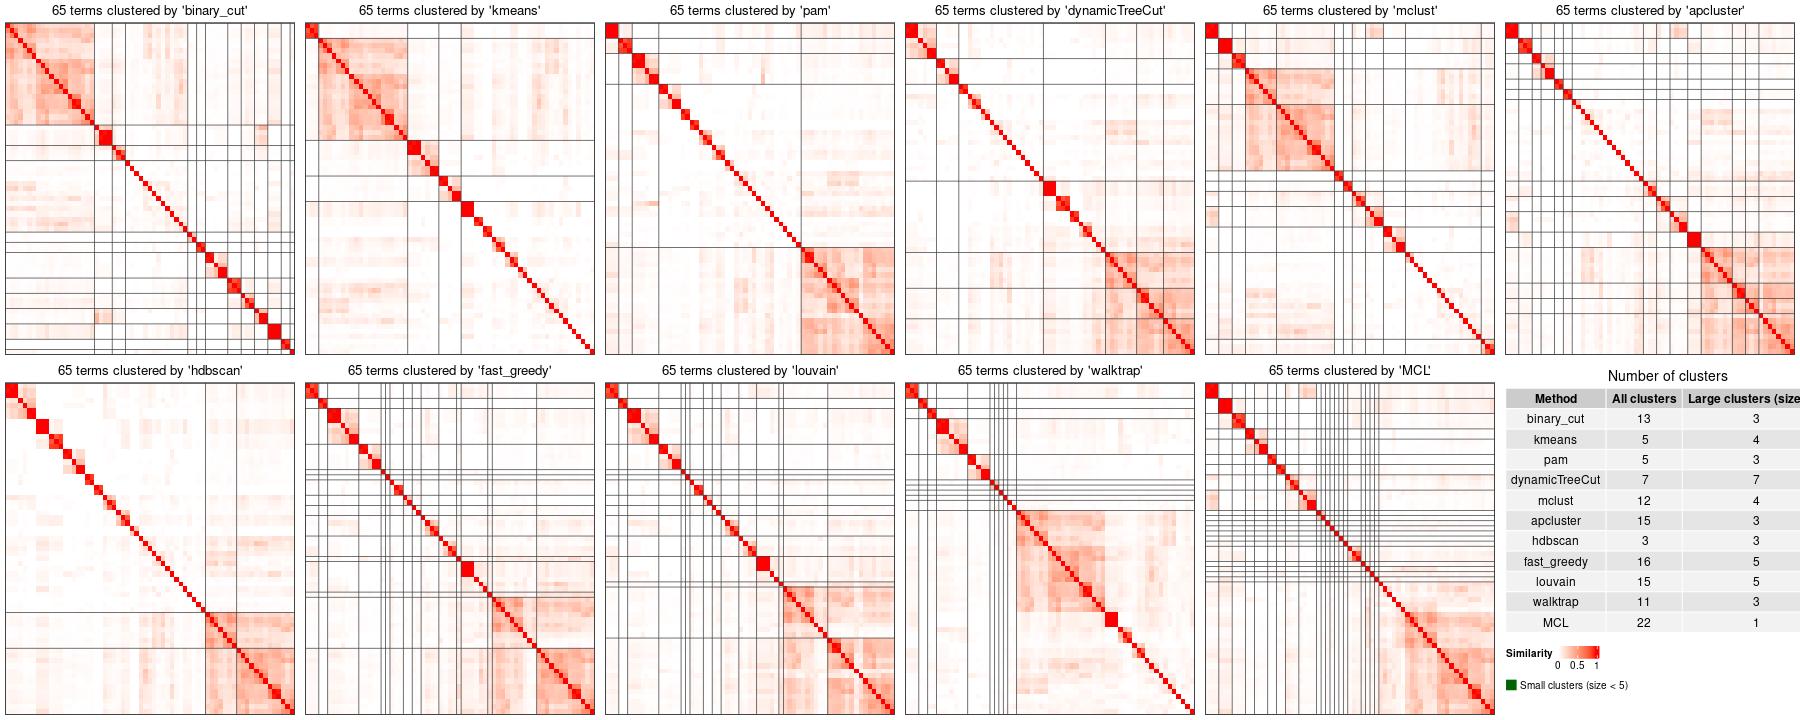 65 terms clustered by 'binary_cut'
65 terms clustered by 'kmeans'
65 terms clustered by 'pam'
65 terms clustered by 'dynamicTreeCut'
65 terms clustered by 'mclust'
65 terms clustered by 'apcluster'
65 terms clustered by 'hdbscan'
65 terms clustered by 'fast_greedy'
65 terms clustered by 'louvain'
65 terms clustered by 'walktrap'
65 terms clustered by 'MCL'
Number of clusters
Method All clusters Large clusters (size
binary_cut 13 3
kmeans 5 4
pam 5 3
dynamicTreeCut 7 7
mclust 12 4
apcluster 15 3
hdbscan 3 3
fast_greedy 16 5
louvain 15 5
walktrap 11 3
MCL 22 1
Similarity
0 0.5 1
Small clusters (size < 5)